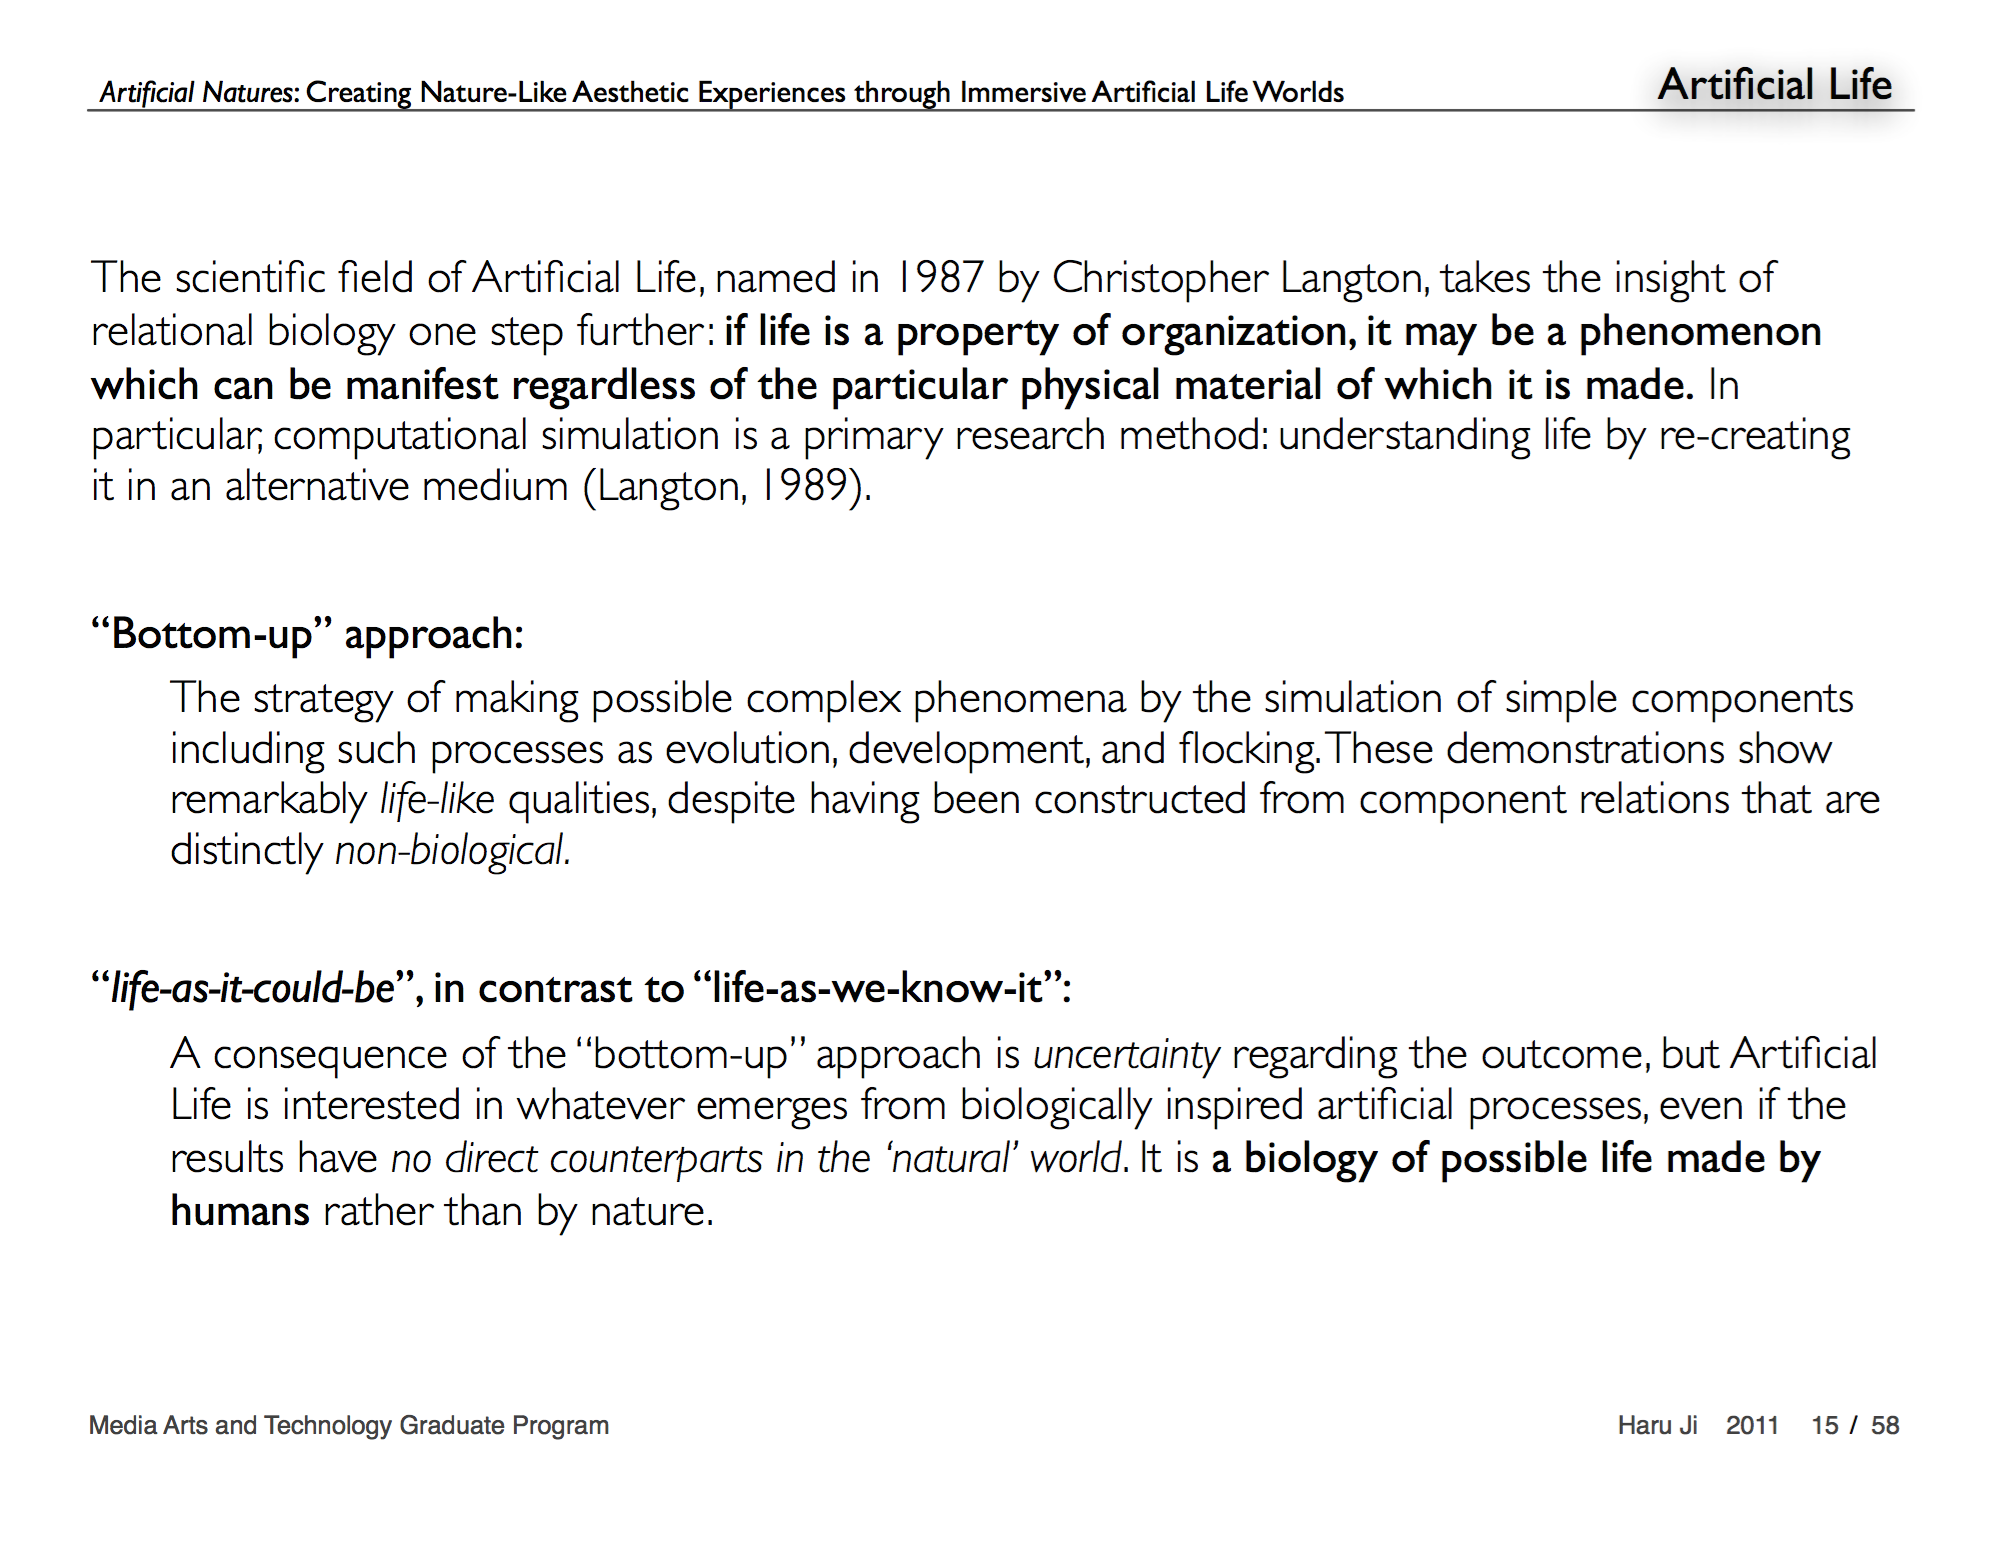 Artificial Natures: Creating Nature-Like Aesthetic Experiences through Immersive Artificial Life Worlds
Artificial Life
The scientific field of Artificial Life, named in 1987 by Christopher Langton, takes the insight of
relational biology one step further: if life is a property of organization, it may be a phenomenon
which can be manifest regardless of the particular physical material of which it is made. In
particular, computational simulation is a primary research method: understanding life by re-creating
it in an alternative medium (Langton, 1989).
“Bottom-up” approach:
The strategy of making possible complex phenomena by the simulation of simple components
including such processes as evolution, development, and flocking. These demonstrations show
remarkably life-like qualities, despite having been constructed from component relations that are
distinctly non-biological.
“life-as-it-could-be”, in contrast to “life-as-we-know-it”:
A consequence of the “bottom-up” approach is uncertainty regarding the outcome, but Artificial
Life is interested in whatever emerges from biologically inspired artificial processes, even if the
results have no direct counterparts in the ‘natural’ world. It is a biology of possible life made by
humans rather than by nature.
Media Arts and Technology Graduate Program
Haru Ji 2011 15 / 58